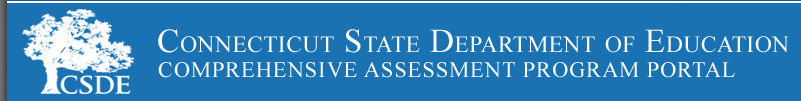 CONNECTICUT STATE DEPARTMENT OF EDUCATION
COMPREHENSIVE ASSESSMENT PROGRAM PORTAL
CSDE